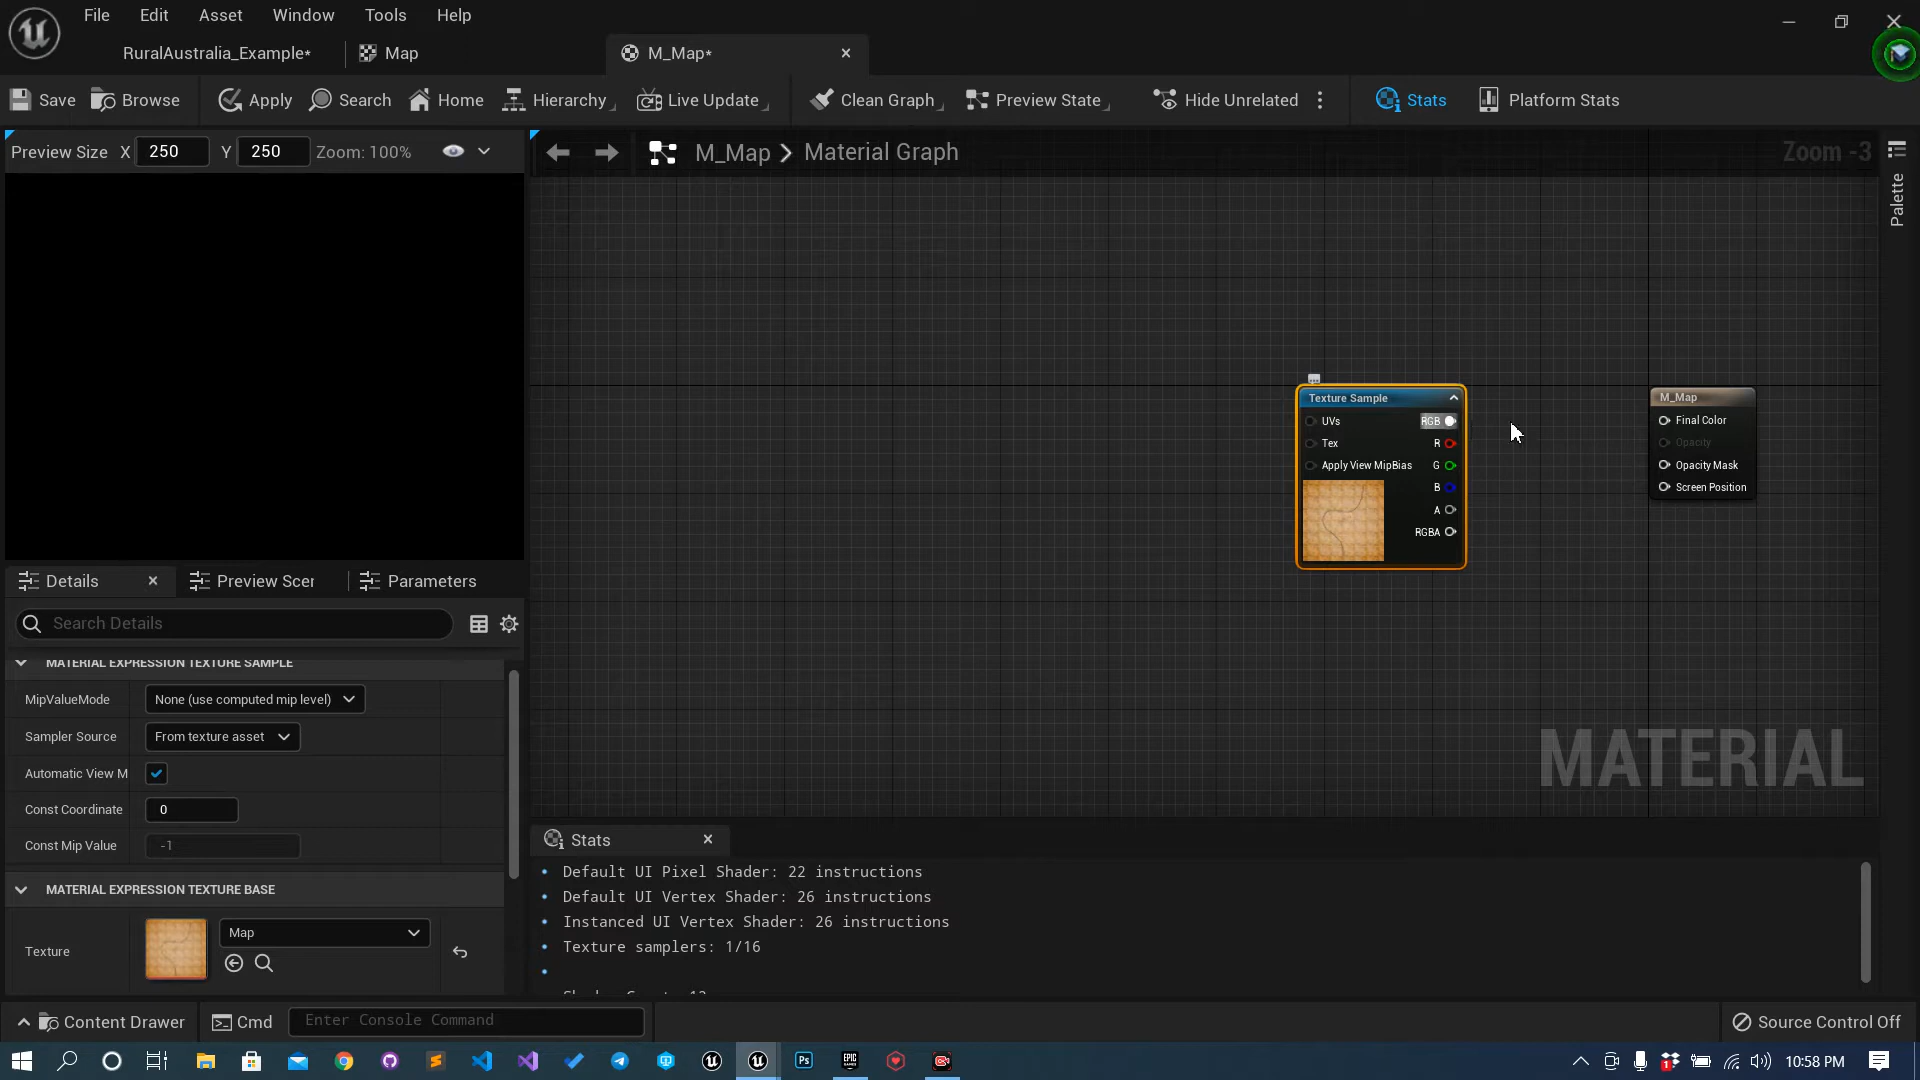 File Edit Asset Window Tools Help
RuralAustralia_Example* Map M_Map*
Save Browse Apply Search Home Hierarchy Live Update Clean Graph Preview State Hide Unrelated Stats Platform Stats
Preview Size X 250 Y 250 Zoom: 100%
M_Map > Material Graph Zoom -3
Palette
Texture Sample
UVs RGB
Tex R
Apply View MipBias G
B
A
RGBA
M_Map
Final Color
Opacity
Opacity Mask
Screen Position
MATERIAL
Details Preview Scer Parameters
Search Details
MATERIAL EXPRESSION TEXTURE SAMPLE
MipValueMode None (use computed mip level)
Sampler Source From texture asset
Automatic View M
Const Coordinate 0
Const Mip Value -1
MATERIAL EXPRESSION TEXTURE BASE
Texture Map
Stats
Default UI Pixel Shader: 22 instructions
Default UI Vertex Shader: 26 instructions
Instanced UI Vertex Shader: 26 instructions
Texture samplers: 1/16
Content Drawer Cmd Enter Console Command Source Control Off
Ps EPIC GAMES 1 10:58 PM